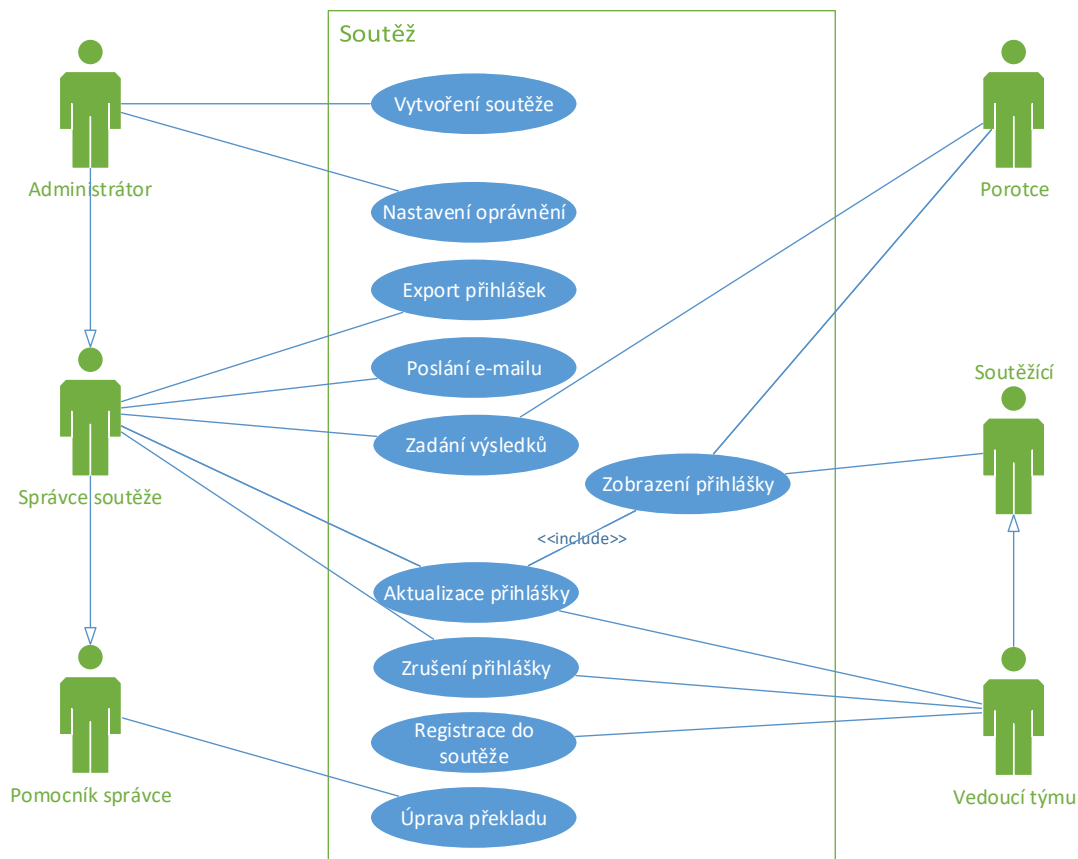 Soutěž
Vytvoření soutěže
Administrátor
Porotce
Nastavení oprávnění
Export přihlášek
Poslání e-mailu
Soutěžící
Zadání výsledků
Zobrazení přihlášky
Správce soutěže
<<include>>
Aktualizace přihlášky
Zrušení přihlášky
Registrace do
soutěže
Pomocník správce
Vedoucí týmu
Úprava překladu